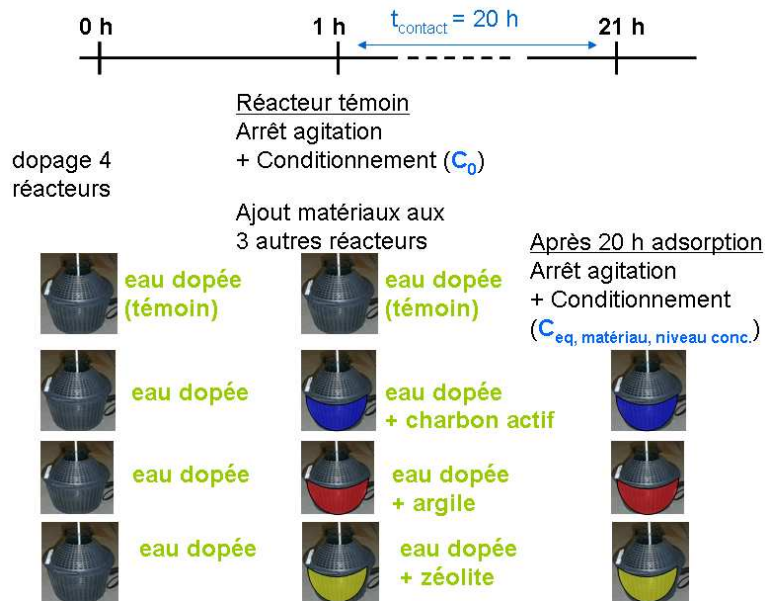 0 h
1 h
t_contact = 20 h
21 h
Réacteur témoin
Arrêt agitation
+ Conditionnement (C_0)
dopage 4
réacteurs
Ajout matériaux aux
3 autres réacteurs
Après 20 h adsorption
Arrêt agitation
+ Conditionnement
(C_eq, matériau, niveau conc.)
eau dopée
(témoin)
eau dopée
(témoin)
eau dopée
eau dopée
+ charbon actif
eau dopée
eau dopée
+ argile
eau dopée
eau dopée
+ zéolite